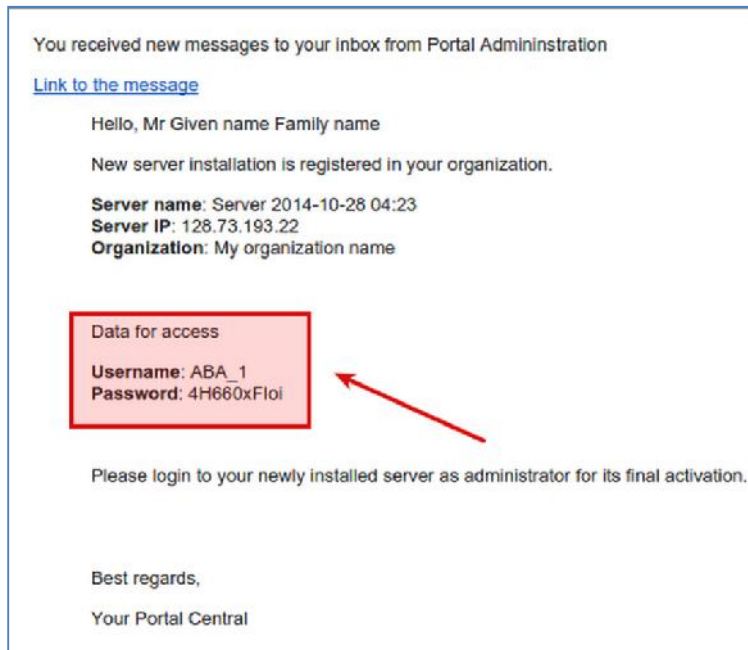 You received new messages to your inbox from Portal Admininstration
Link to the message
Hello, Mr Given name Family name
New server installation is registered in your organization.
Server name: Server 2014-10-28 04:23
Server IP: 128.73.193.22
Organization: My organization name
Data for access
Username: ABA_1
Password: 4H660xFIoi
Please login to your newly installed server as administrator for its final activation.
Best regards,
Your Portal Central